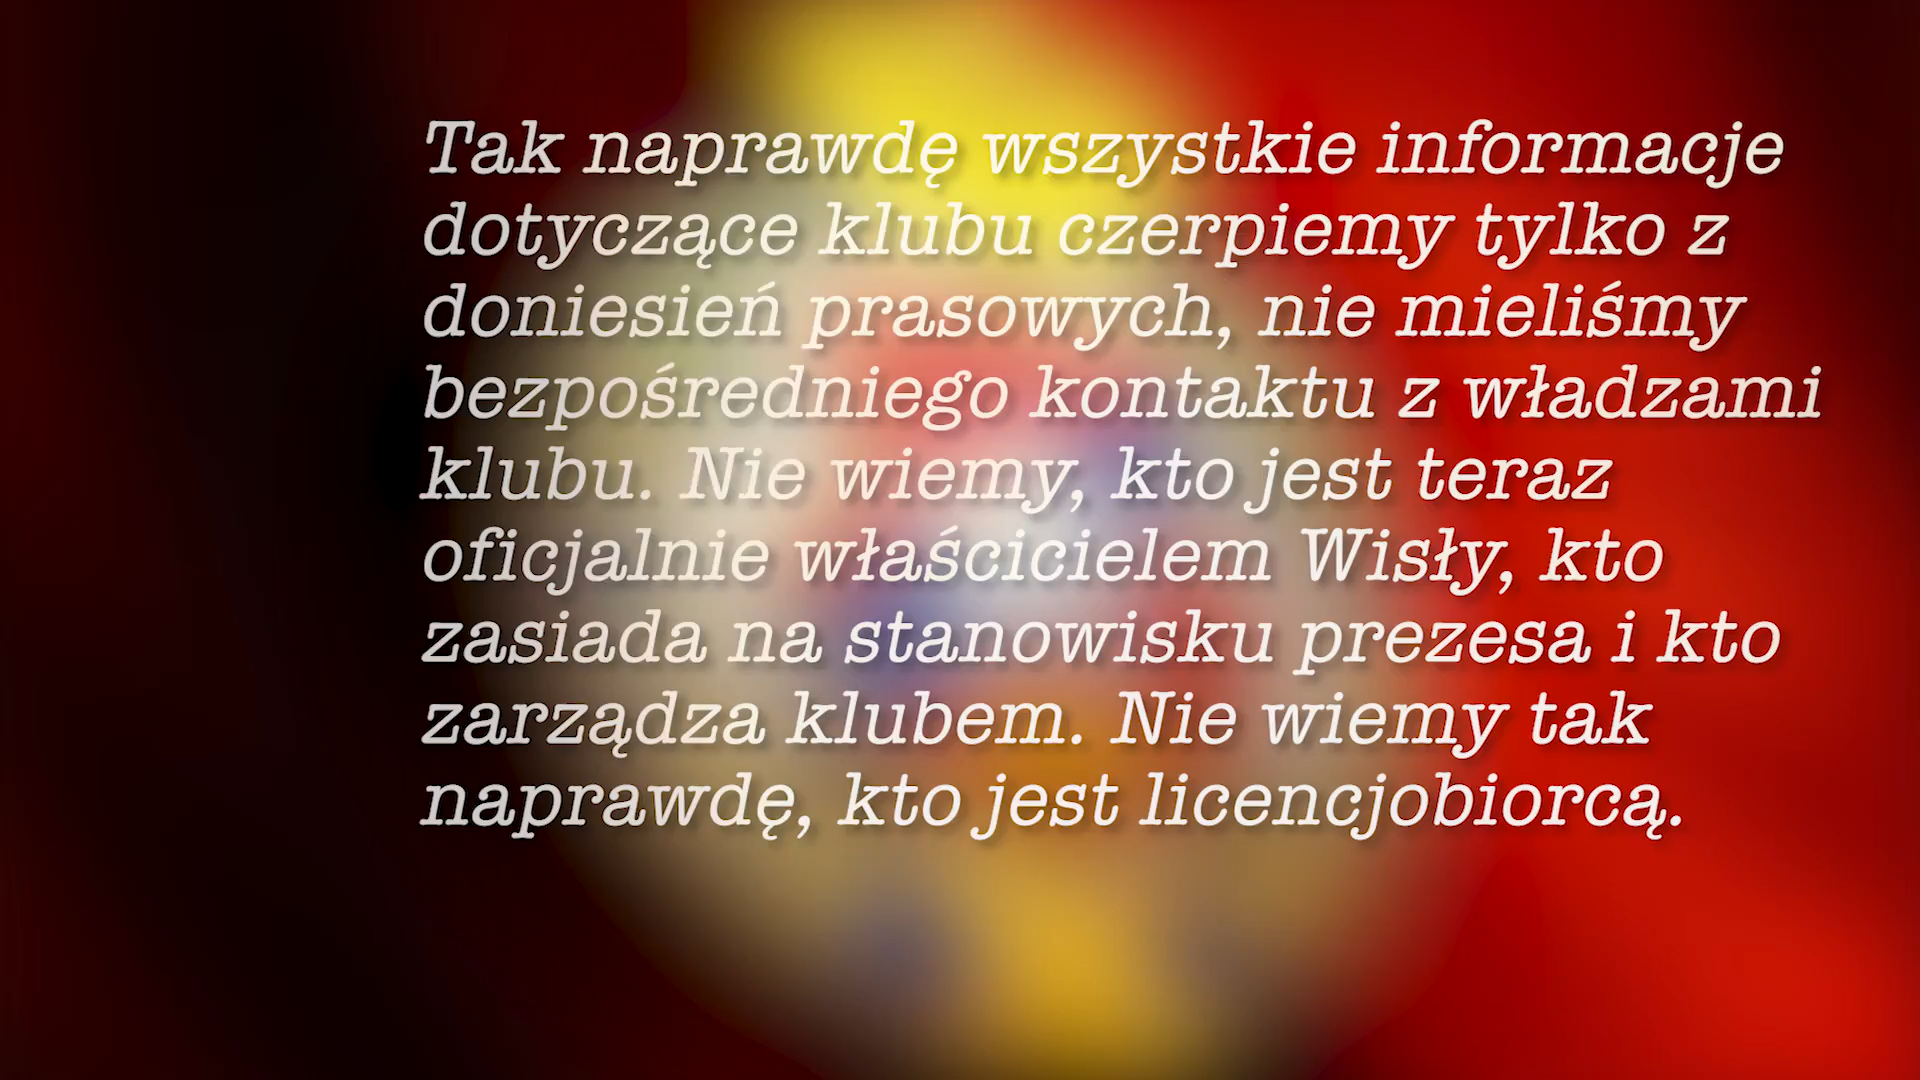 Tak naprawdę wszystkie informacje
dotyczące klubu czerpiemy tylko z
doniesień prasowych, nie mieliśmy
bezpośredniego kontaktu z władzami
klubu. Nie wiemy, kto jest teraz
oficjalnie właścicielem Wisły, kto
zasiada na stanowisku prezesa i kto
zarządza klubem. Nie wiemy tak
naprawdę, kto jest licencjobiorcą.